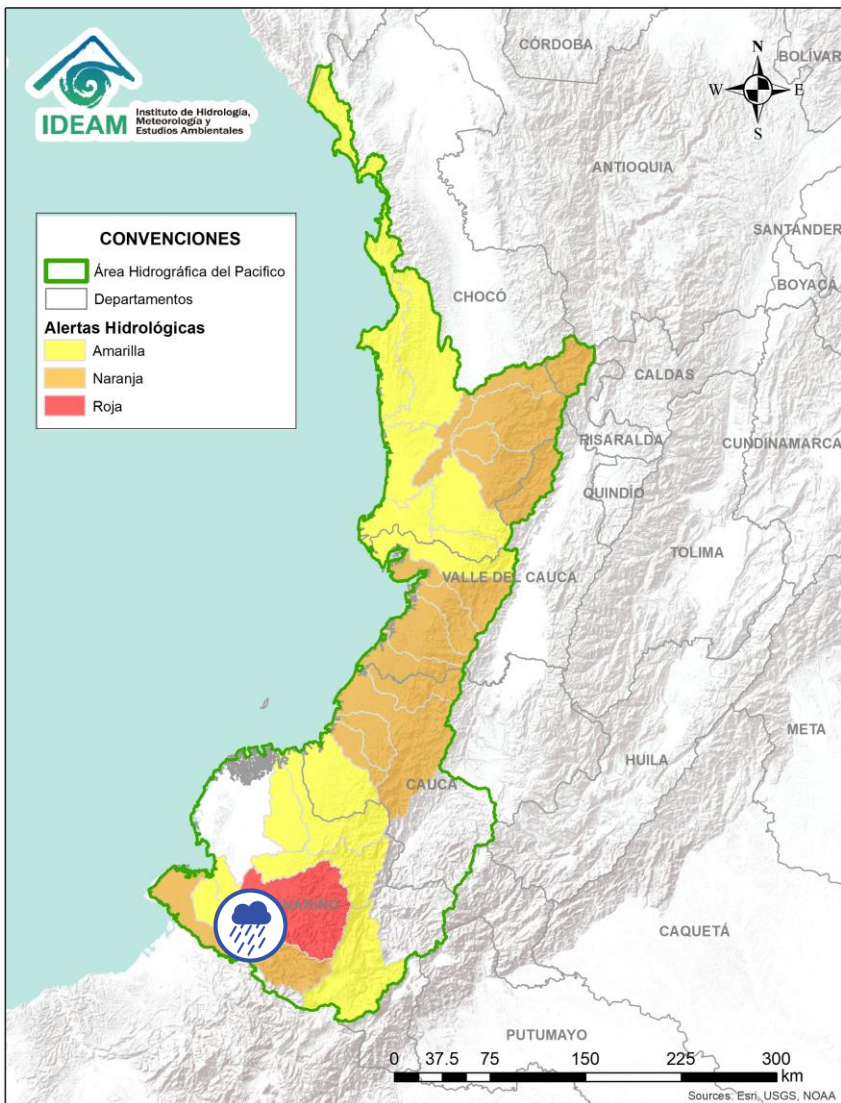 IDEAM
Instituto de Hidrología,
Meteorología y
Estudios Ambientales
CÓRDOBA
BOLÍVAR
N
W
E
S
ANTIOQUIA
SANTANDER
BOYACÁ
CONVENCIONES
Área Hidrográfica del Pacifico
Departamentos
Alertas Hidrológicas
Amarilla
Naranja
Roja
CHOCÓ
CALDAS
RISARALDA
CUNDINAMARCA
QUINDÍO
TOLIMA
VALLE DEL CAUCA
META
HUILA
CAUCA
NARIÑO
CAQUETÁ
PUTUMAYO
0 37.5 75 150 225 300
km
Sources: Esri, USGS, NOAA